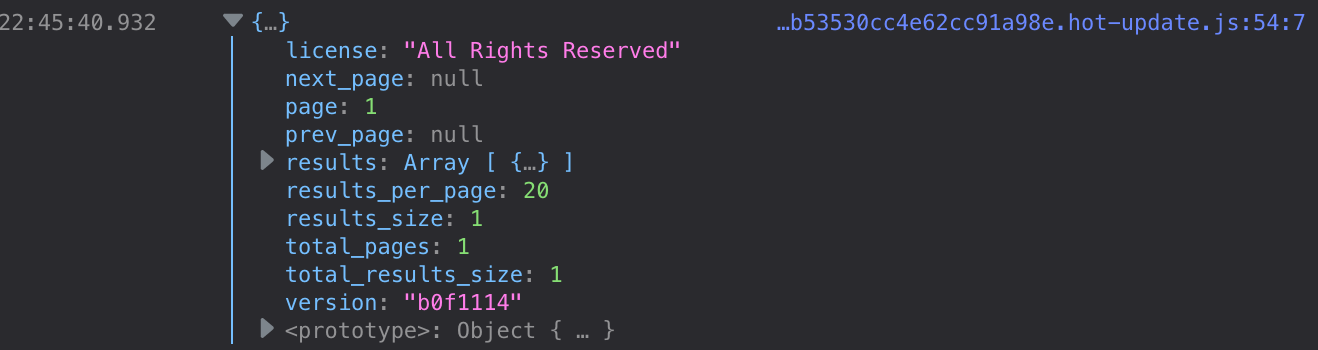 22:45:40.932 {…} …b53530cc4e62cc91a98e.hot-update.js:54:7
license: "All Rights Reserved"
next_page: null
page: 1
prev_page: null
results: Array [ {…} ]
results_per_page: 20
results_size: 1
total_pages: 1
total_results_size: 1
version: "b0f1114"
<prototype>: Object { … }